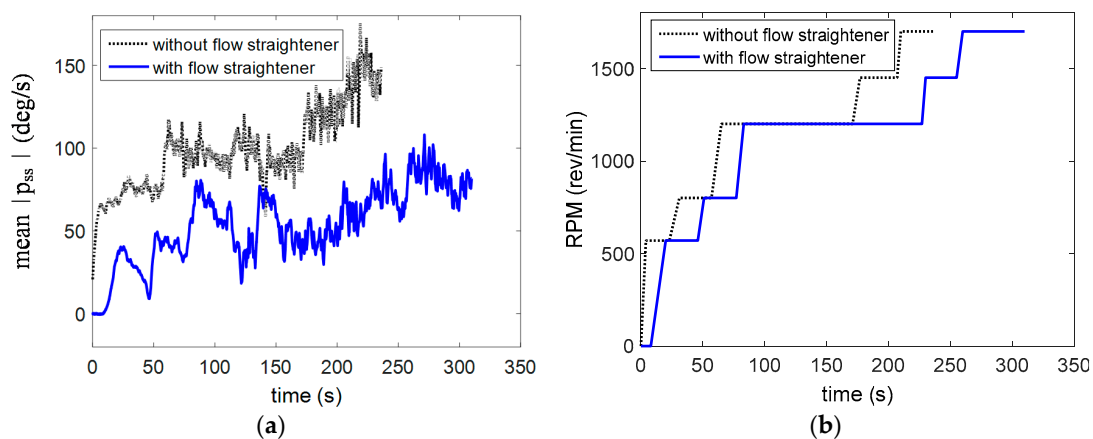 without flow straightener
with flow straightener
mean |pss| (deg/s)
150
100
50
0
0 50 100 150 200 250 300 350
time (s)
(a)
without flow straightener
with flow straightener
RPM (rev/min)
1500
1000
500
0
0 50 100 150 200 250 300 350
time (s)
(b)